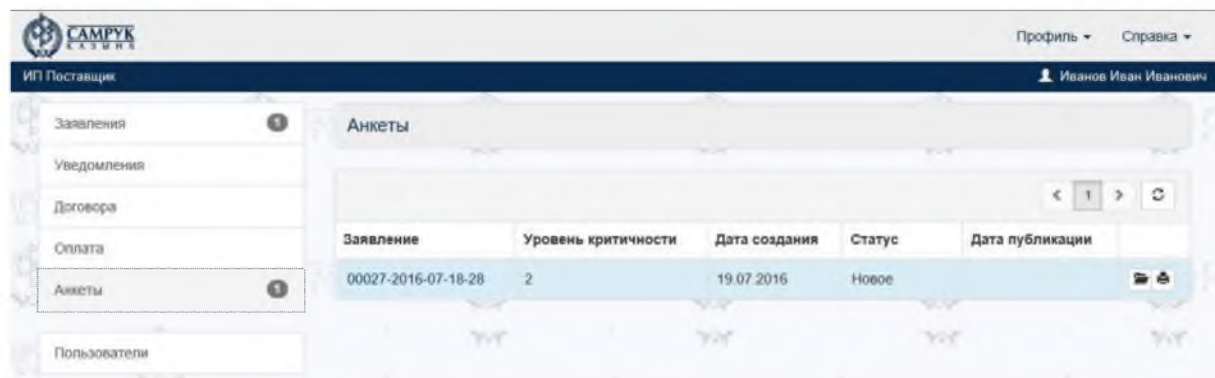 САМРУК
ҚАЗЫНА
Профиль Справка
ИП Поставщик Иванов Иван Иванович
Заявления 1
Уведомления
Договора
Оплата
Анкеты 1
Пользователи
Анкеты
< 1 >
Заявление Уровень критичности Дата создания Статус Дата публикации
00027-2016-07-18-28 2 19.07.2016 Новое